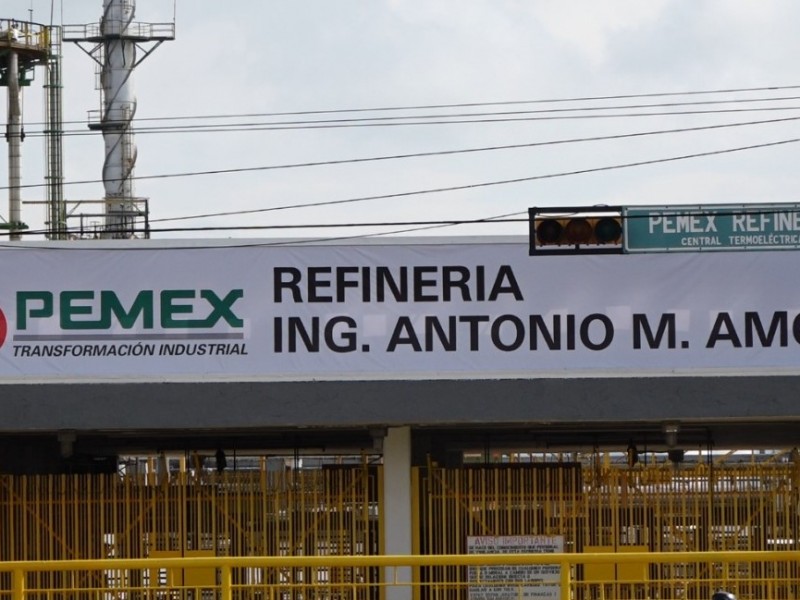 PEMEX REFINE
CENTRAL TERMOELÉCTRICA
PEMEX
TRANSFORMACIÓN INDUSTRIAL
REFINERIA
ING. ANTONIO M. AMO
AVISO IMPORTANTE